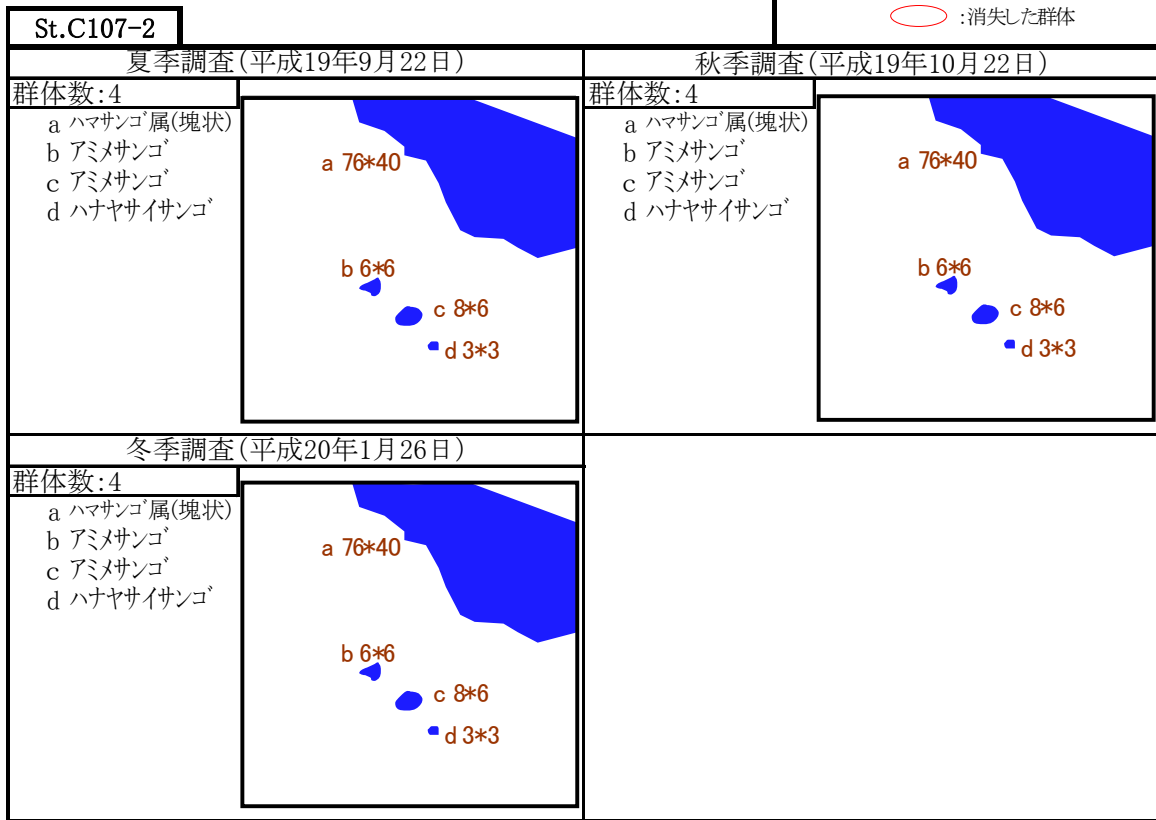 St.C107-2
:消失した群体
夏季調査(平成19年9月22日)
群体数:4
a ハマサンゴ属(塊状)
b アミメサンゴ
c アミメサンゴ
d ハナヤサイサンゴ
a 76*40
b 6*6
c 8*6
d 3*3
秋季調査(平成19年10月22日)
群体数:4
a ハマサンゴ属(塊状)
b アミメサンゴ
c アミメサンゴ
d ハナヤサイサンゴ
a 76*40
b 6*6
c 8*6
d 3*3
冬季調査(平成20年1月26日)
群体数:4
a ハマサンゴ属(塊状)
b アミメサンゴ
c アミメサンゴ
d ハナヤサイサンゴ
a 76*40
b 6*6
c 8*6
d 3*3